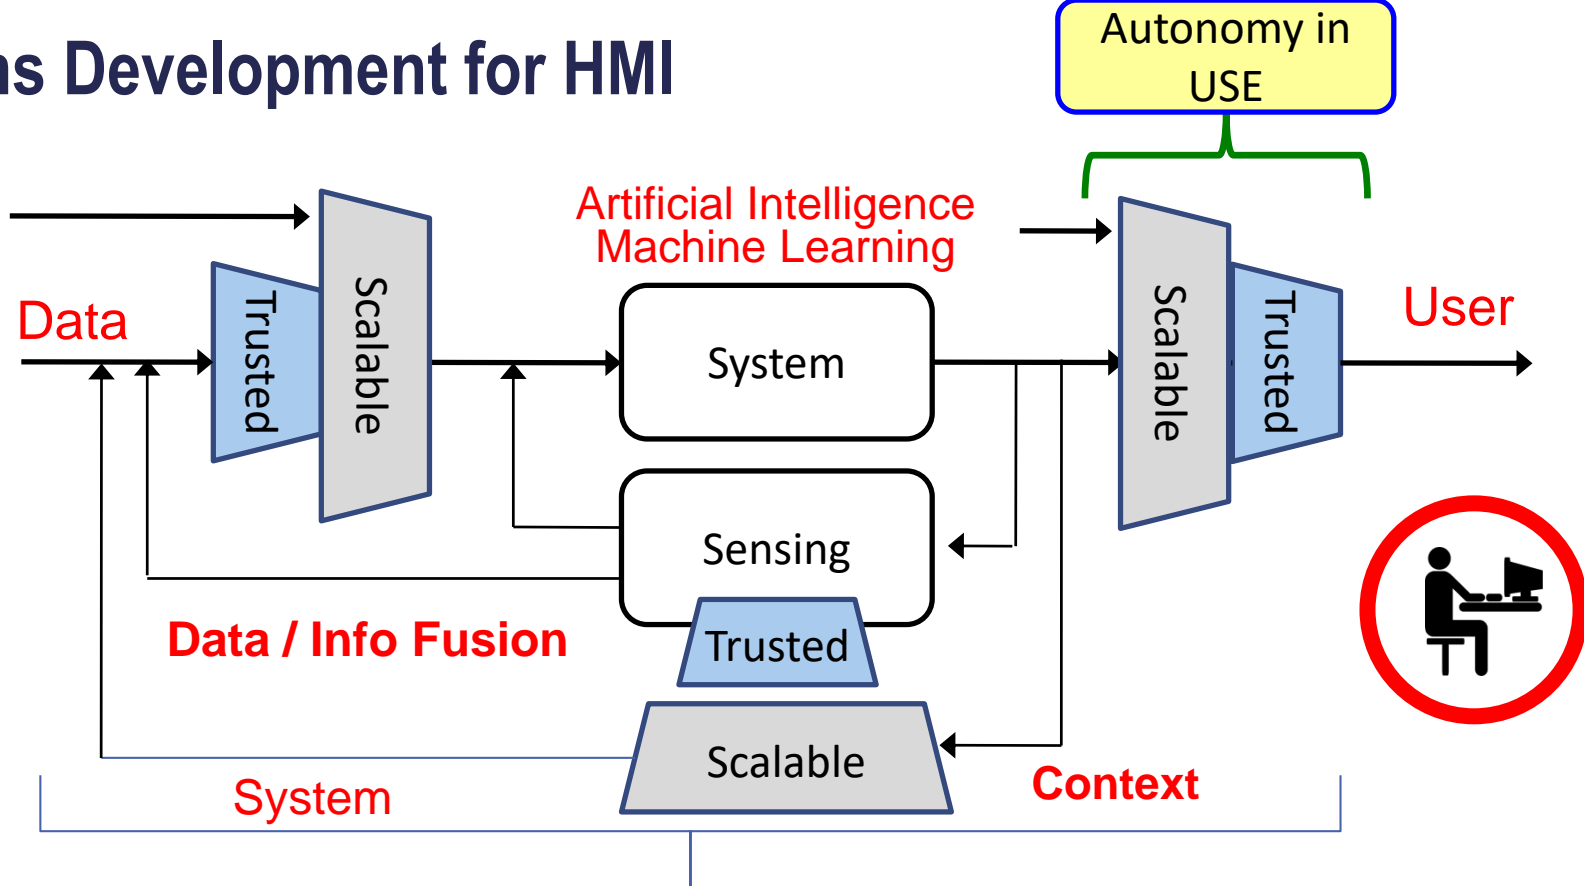 Development for HMI
Autonomy in
USE
Artificial Intelligence
Machine Learning
Data
Trusted
Scalable
System
Scalable
Trusted
User
Sensing
Data / Info Fusion
Trusted
Scalable
System
Context